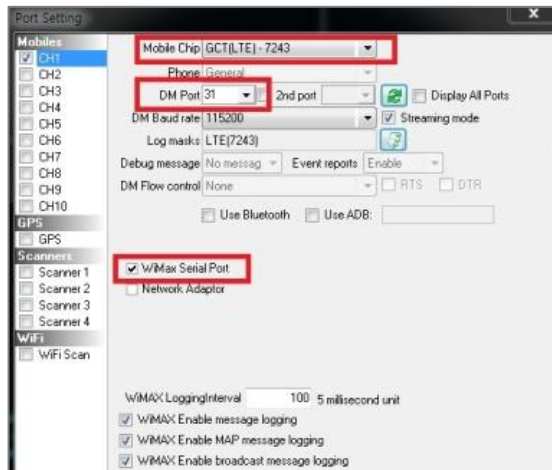 Port Setting
x
Mobiles
CH1
CH2
CH3
CH4
CH5
CH6
CH7
CH8
CH9
CH10
GPS
GPS
Scanners
Scanner 1
Scanner 2
Scanner 3
Scanner 4
WiFi
WiFi Scan
Mobile Chip GCT(LTE) - 7243
Phone General
DM Port 31 2nd port Display All Ports
DM Baud rate 115200 Streaming mode
Log masks LTE(7243)
Debug message No messag Event reports Enable
DM Flow control None RTS DTR
Use Bluetooth Use ADB:
WiMax Serial Port
Network Adaptor
WiMAX LoggingInterval 100 5 millisecond unit
WiMAX Enable message logging
WiMAX Enable MAP message logging
WiMAX Enable broadcast message logging